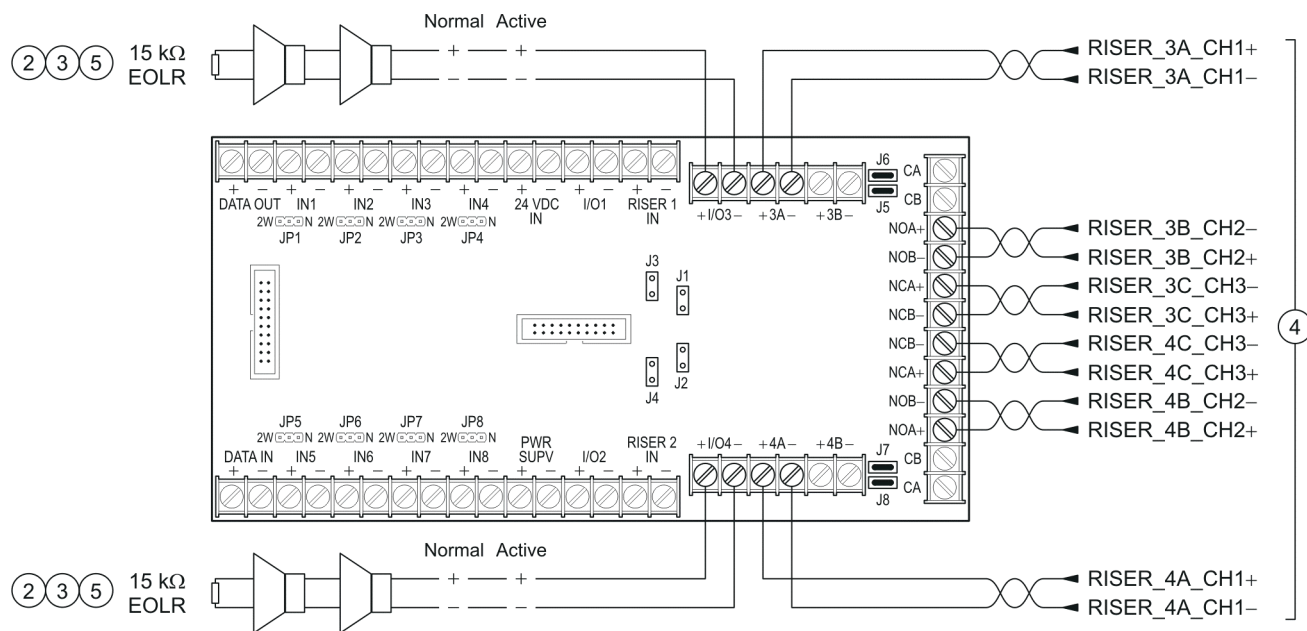 Normal Active
2 3 5 15 kΩ EOLR
+ +
− −
RISER_3A_CH1+
RISER_3A_CH1−
+ − + − + − + − + − + − + − + −
DATA OUT IN1 IN2 IN3 IN4 24 VDC IN I/O1 RISER 1 IN
2W N 2W N 2W N 2W N
JP1 JP2 JP3 JP4
+I/O3− +3A− +3B−
J6
J5
CA
CB
NOA+ RISER_3B_CH2−
NOB− RISER_3B_CH2+
NCA+ RISER_3C_CH3−
NCB− RISER_3C_CH3+
NCB− RISER_4C_CH3−
NCA+ RISER_4C_CH3+
NOB− RISER_4B_CH2−
NOA+ RISER_4B_CH2+
CB
CA
4
J3 J1
J4 J2
JP5 JP6 JP7 JP8
2W N 2W N 2W N 2W N
DATA IN IN5 IN6 IN7 IN8 PWR SUPV I/O2 RISER 2 IN
+ − + − + − + − + − + − + − + −
+I/O4− +4A− +4B−
J7
J8
Normal Active
2 3 5 15 kΩ EOLR
+ +
− −
RISER_4A_CH1+
RISER_4A_CH1−